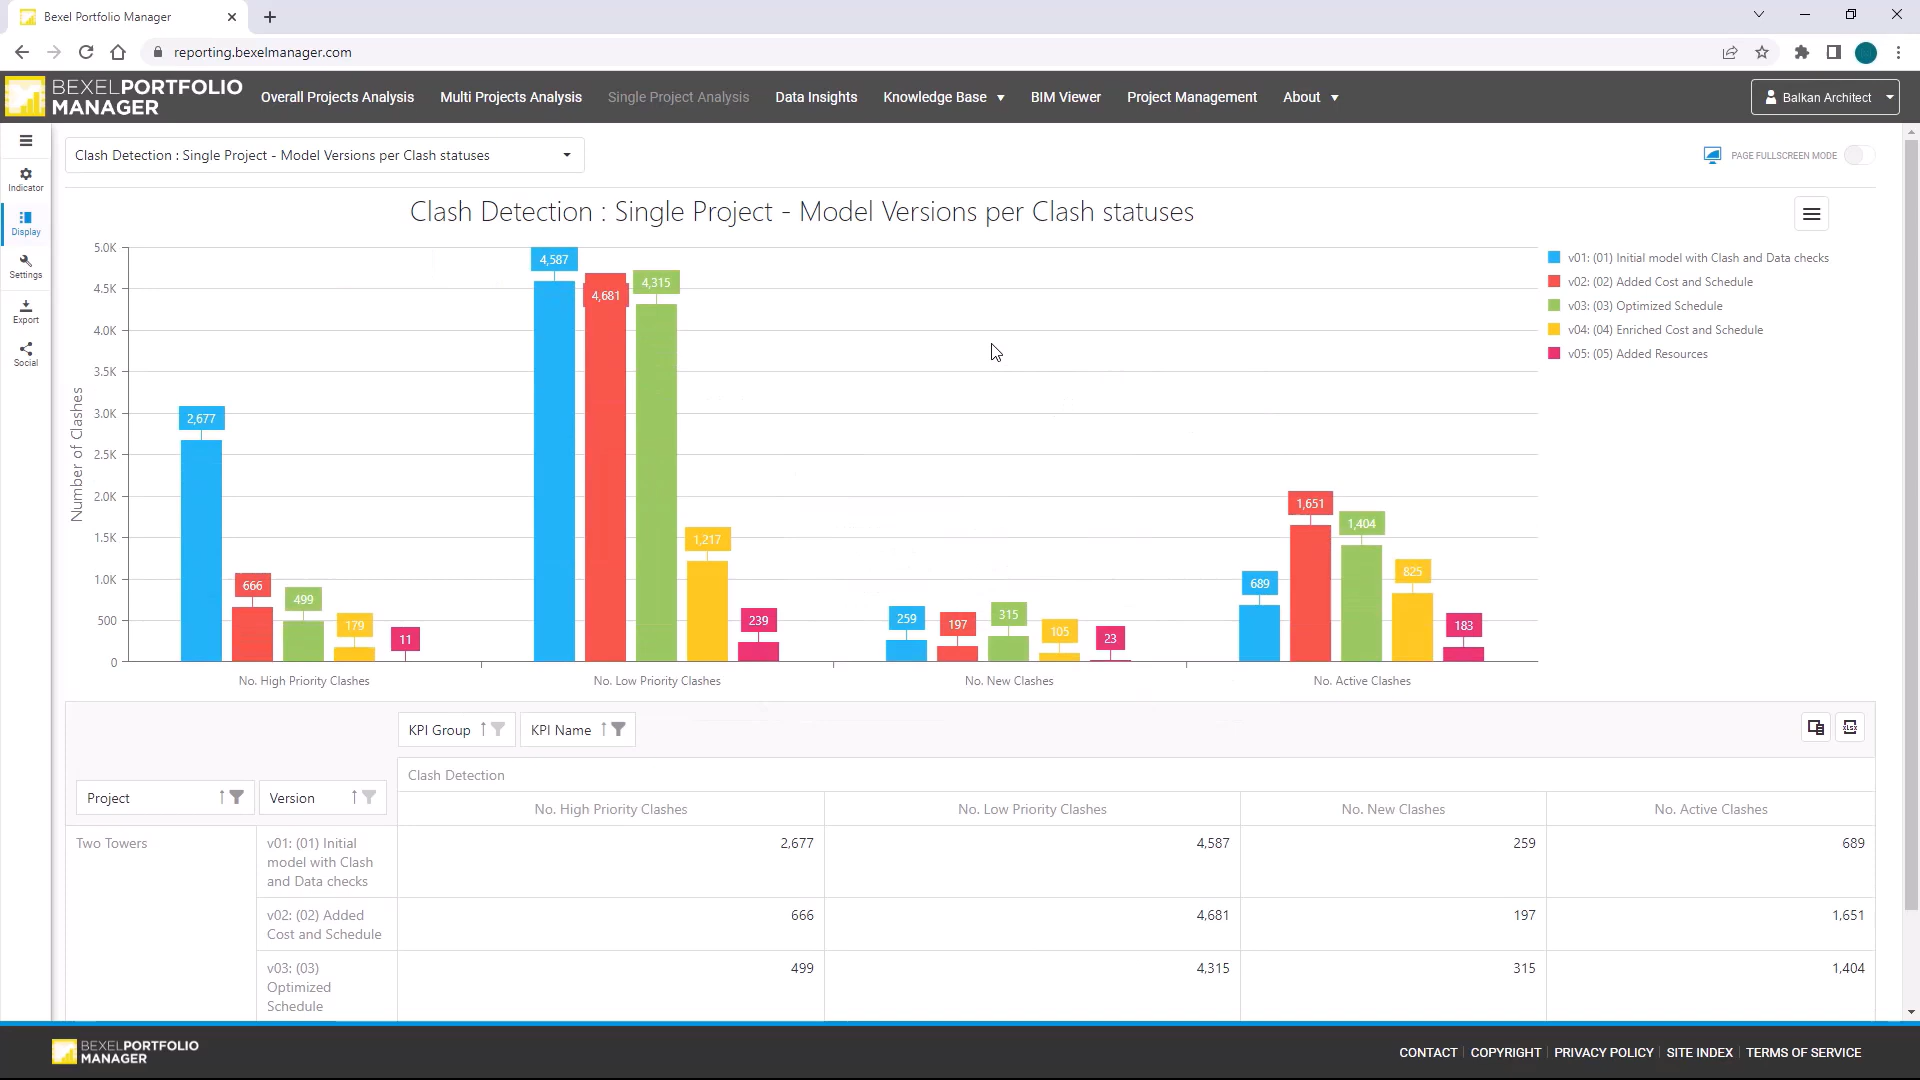 Bexel Portfolio Manager
reporting.bexelmanager.com
BEXELPORTFOLIO
MANAGER
Overall Projects Analysis
Multi Projects Analysis
Single Project Analysis
Data Insights
Knowledge Base
BIM Viewer
Project Management
About
Balkan Architect
Indicator
Display
Settings
Export
Social
Clash Detection : Single Project - Model Versions per Clash statuses
PAGE FULLSCREEN MODE
Clash Detection : Single Project - Model Versions per Clash statuses
Number of Clashes
5.0K
4.5K
4.0K
3.5K
3.0K
2.5K
2.0K
1.5K
1.0K
500
0
2,677
666
499
179
11
4,587
4,681
4,315
1,217
239
259
197
315
105
23
689
1,651
1,404
825
183
No. High Priority Clashes
No. Low Priority Clashes
No. New Clashes
No. Active Clashes
v01: (01) Initial model with Clash and Data checks
v02: (02) Added Cost and Schedule
v03: (03) Optimized Schedule
v04: (04) Enriched Cost and Schedule
v05: (05) Added Resources
KPI Group
KPI Name
XLSX
Project
Version
Clash Detection
No. High Priority Clashes
No. Low Priority Clashes
No. New Clashes
No. Active Clashes
Two Towers
v01: (01) Initial
model with Clash
and Data checks
2,677
4,587
259
689
v02: (02) Added
Cost and Schedule
666
4,681
197
1,651
v03: (03)
Optimized
Schedule
499
4,315
315
1,404
BEXELPORTFOLIO
MANAGER
CONTACT
COPYRIGHT
PRIVACY POLICY
SITE INDEX
TERMS OF SERVICE